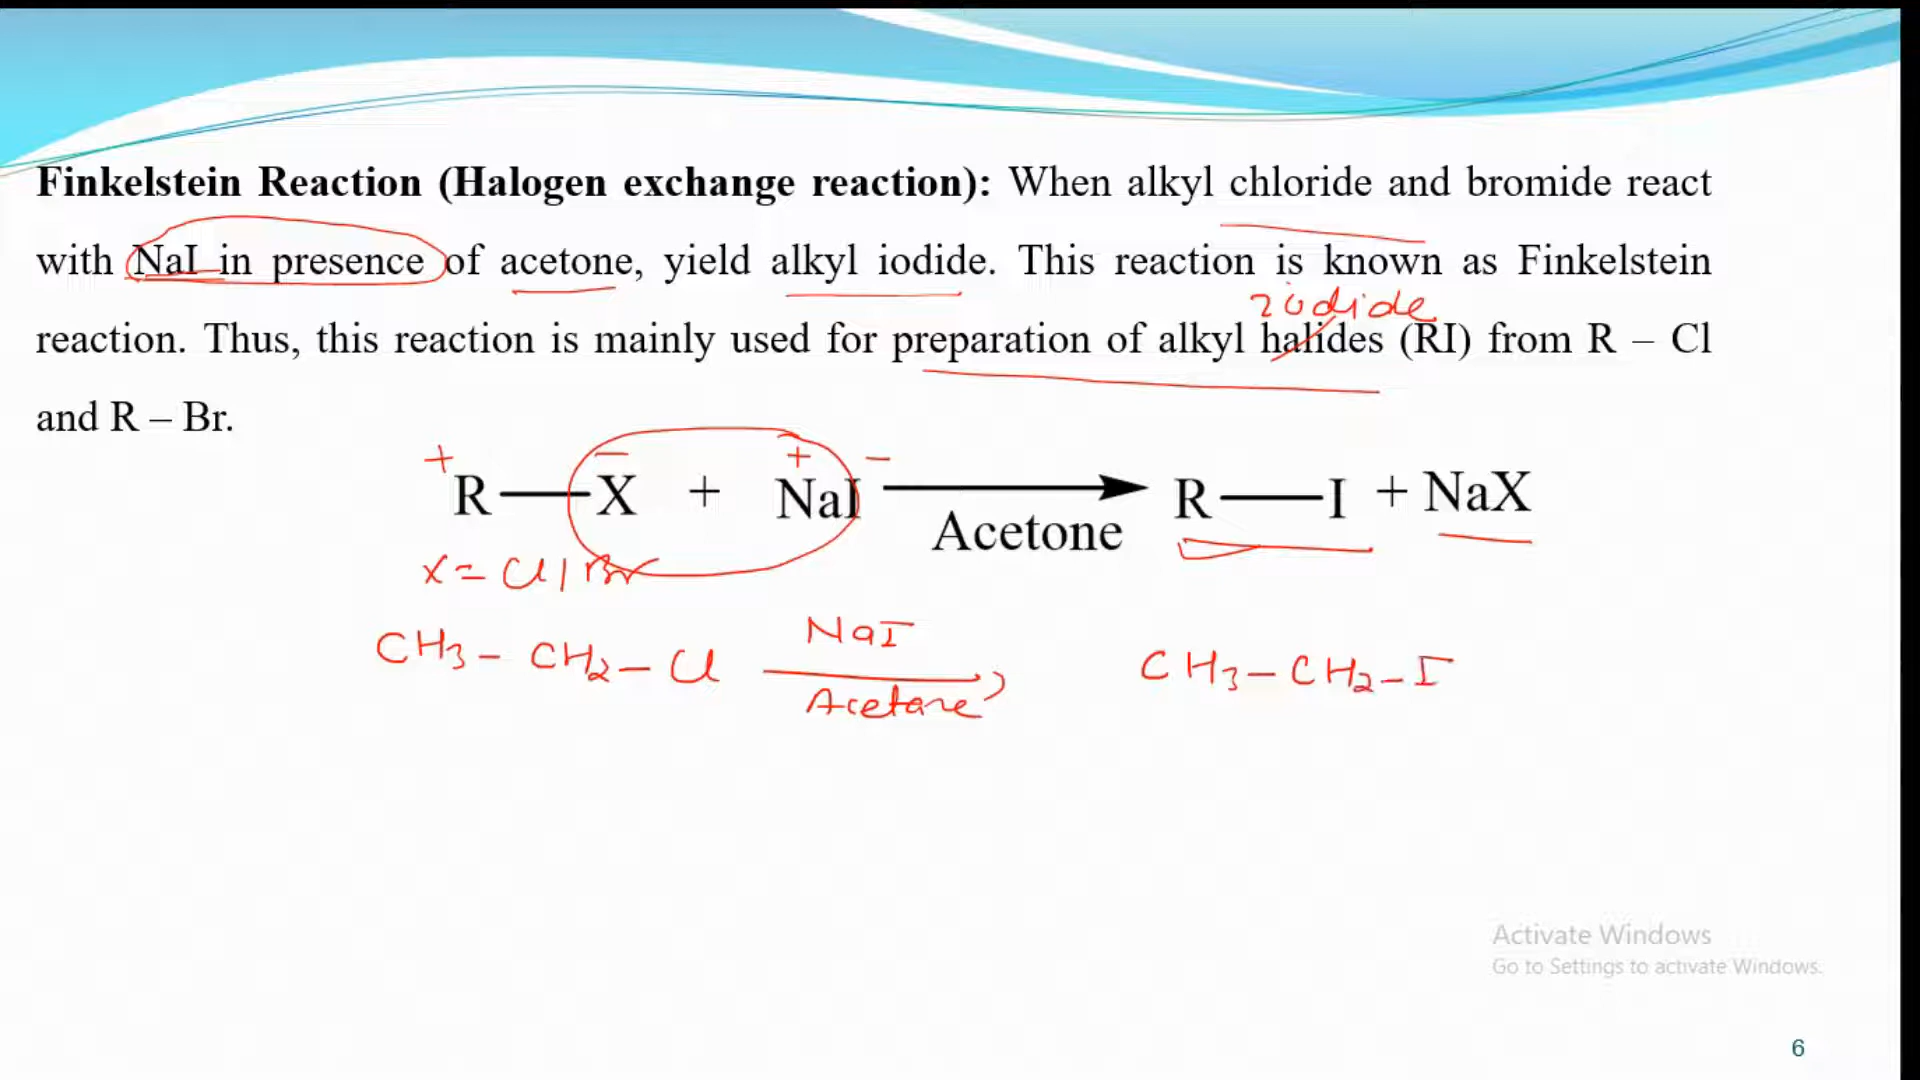 Finkelstein Reaction (Halogen exchange reaction): When alkyl chloride and bromide react
with NaI in presence of acetone, yield alkyl iodide. This reaction is known as Finkelstein
iodide
reaction. Thus, this reaction is mainly used for preparation of alkyl halides (RI) from R – Cl
and R – Br.
+ − + −
R—X + NaI → R—I + NaX
Acetone
X = Cl / Br
CH3 – CH2 – Cl NaI → CH3 – CH2 – I
Acetone
Activate Windows
Go to Settings to activate Windows.
6